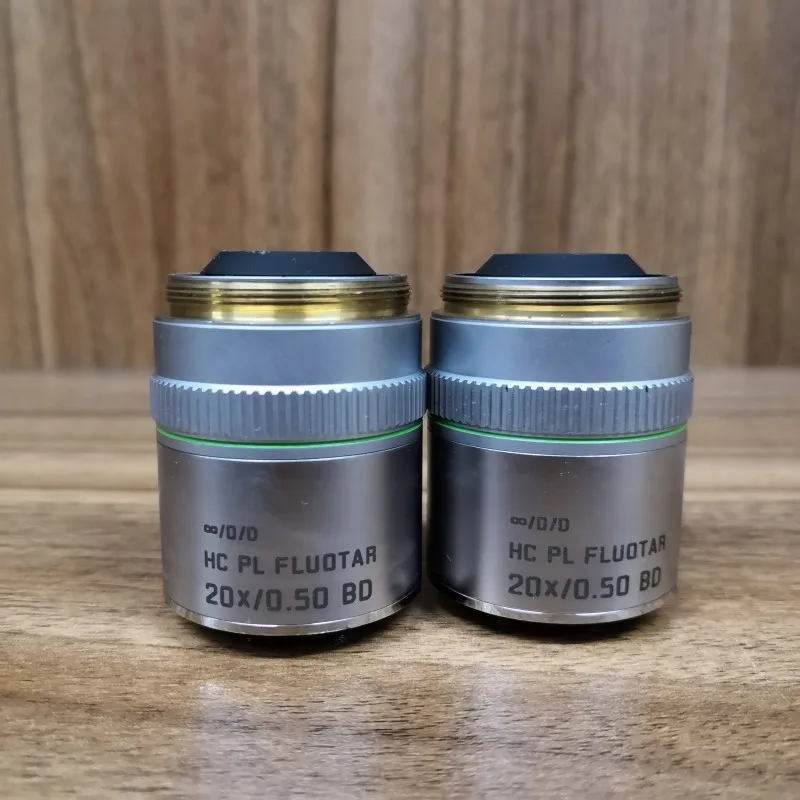 ∞/0/D
HC PL FLUOTAR
20x/0.50 BD
∞/0/D
HC PL FLUOTAR
20x/0.50 BD